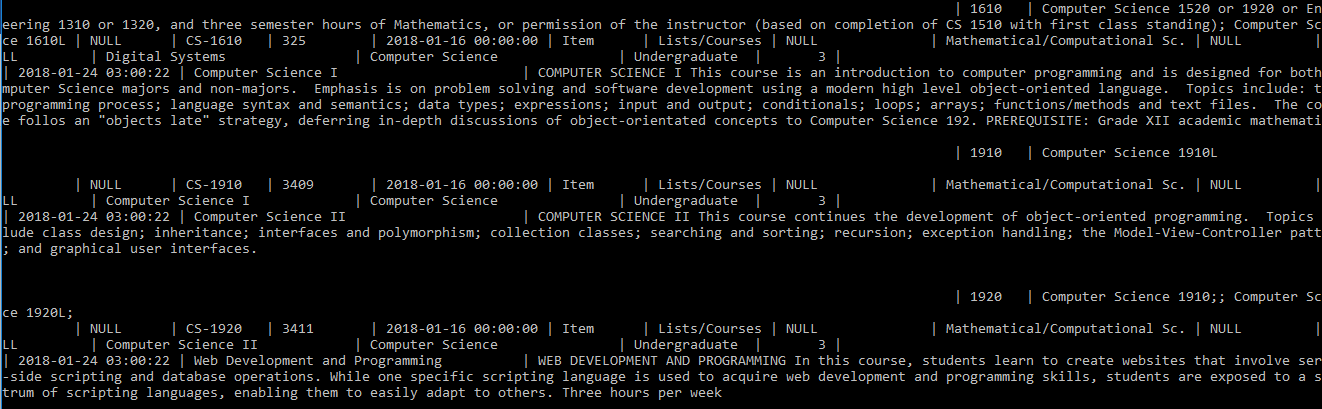 | 1610 | Computer Science 1520 or 1920 or En
eering 1310 or 1320, and three semester hours of Mathematics, or permission of the instructor (based on completion of CS 1510 with first class standing); Computer Sc
ce 1610L | NULL | CS-1610 | 325 | 2018-01-16 00:00:00 | Item | Lists/Courses | NULL | Mathematical/Computational Sc. | NULL |
LL | Digital Systems | Computer Science | Undergraduate | 3 |
| 2018-01-24 03:00:22 | Computer Science I | COMPUTER SCIENCE I This course is an introduction to computer programming and is designed for both
mputer Science majors and non-majors. Emphasis is on problem solving and software development using a modern high level object-oriented language. Topics include: t
programming process; language syntax and semantics; data types; expressions; input and output; conditionals; loops; arrays; functions/methods and text files. The co
e follos an "objects late" strategy, deferring in-depth discussions of object-orientated concepts to Computer Science 192. PREREQUISITE: Grade XII academic mathemati
| 1910 | Computer Science 1910L
| NULL | CS-1910 | 3409 | 2018-01-16 00:00:00 | Item | Lists/Courses | NULL | Mathematical/Computational Sc. | NULL |
LL | Computer Science I | Computer Science | Undergraduate | 3 |
| 2018-01-24 03:00:22 | Computer Science II | COMPUTER SCIENCE II This course continues the development of object-oriented programming. Topics
lude class design; inheritance; interfaces and polymorphism; collection classes; searching and sorting; recursion; exception handling; the Model-View-Controller patt
; and graphical user interfaces.
| 1920 | Computer Science 1910;; Computer Sc
ce 1920L;
| NULL | CS-1920 | 3411 | 2018-01-16 00:00:00 | Item | Lists/Courses | NULL | Mathematical/Computational Sc. | NULL |
LL | Computer Science II | Computer Science | Undergraduate | 3 |
| 2018-01-24 03:00:22 | Web Development and Programming | WEB DEVELOPMENT AND PROGRAMMING In this course, students learn to create websites that involve ser
-side scripting and database operations. While one specific scripting language is used to acquire web development and programming skills, students are exposed to a s
trum of scripting languages, enabling them to easily adapt to others. Three hours per week